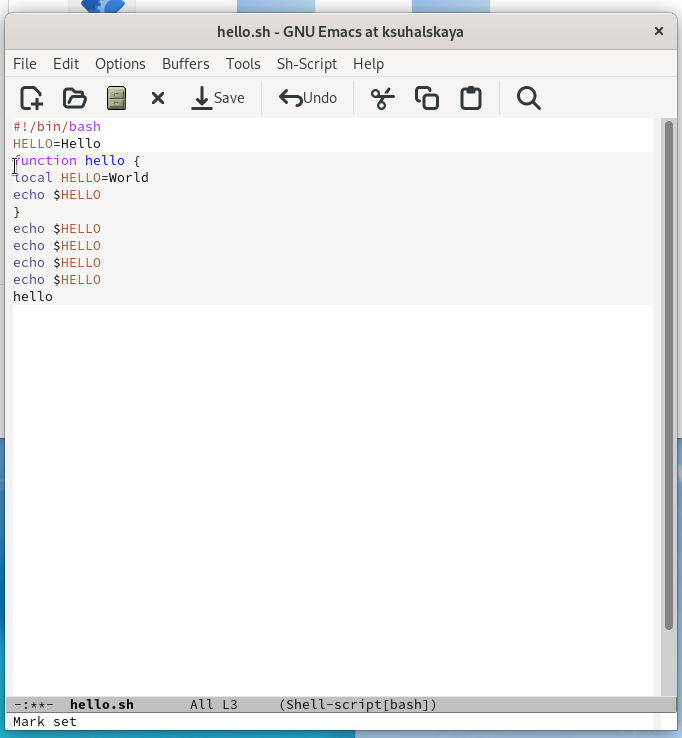 hello.sh - GNU Emacs at ksuhalskaya
File Edit Options Buffers Tools Sh-Script Help
Save Undo
#!/bin/bash
HELLO=Hello
function hello {
local HELLO=World
echo $HELLO
}
echo $HELLO
echo $HELLO
echo $HELLO
echo $HELLO
hello
-:**- hello.sh All L3 (Shell-script[bash])
Mark set